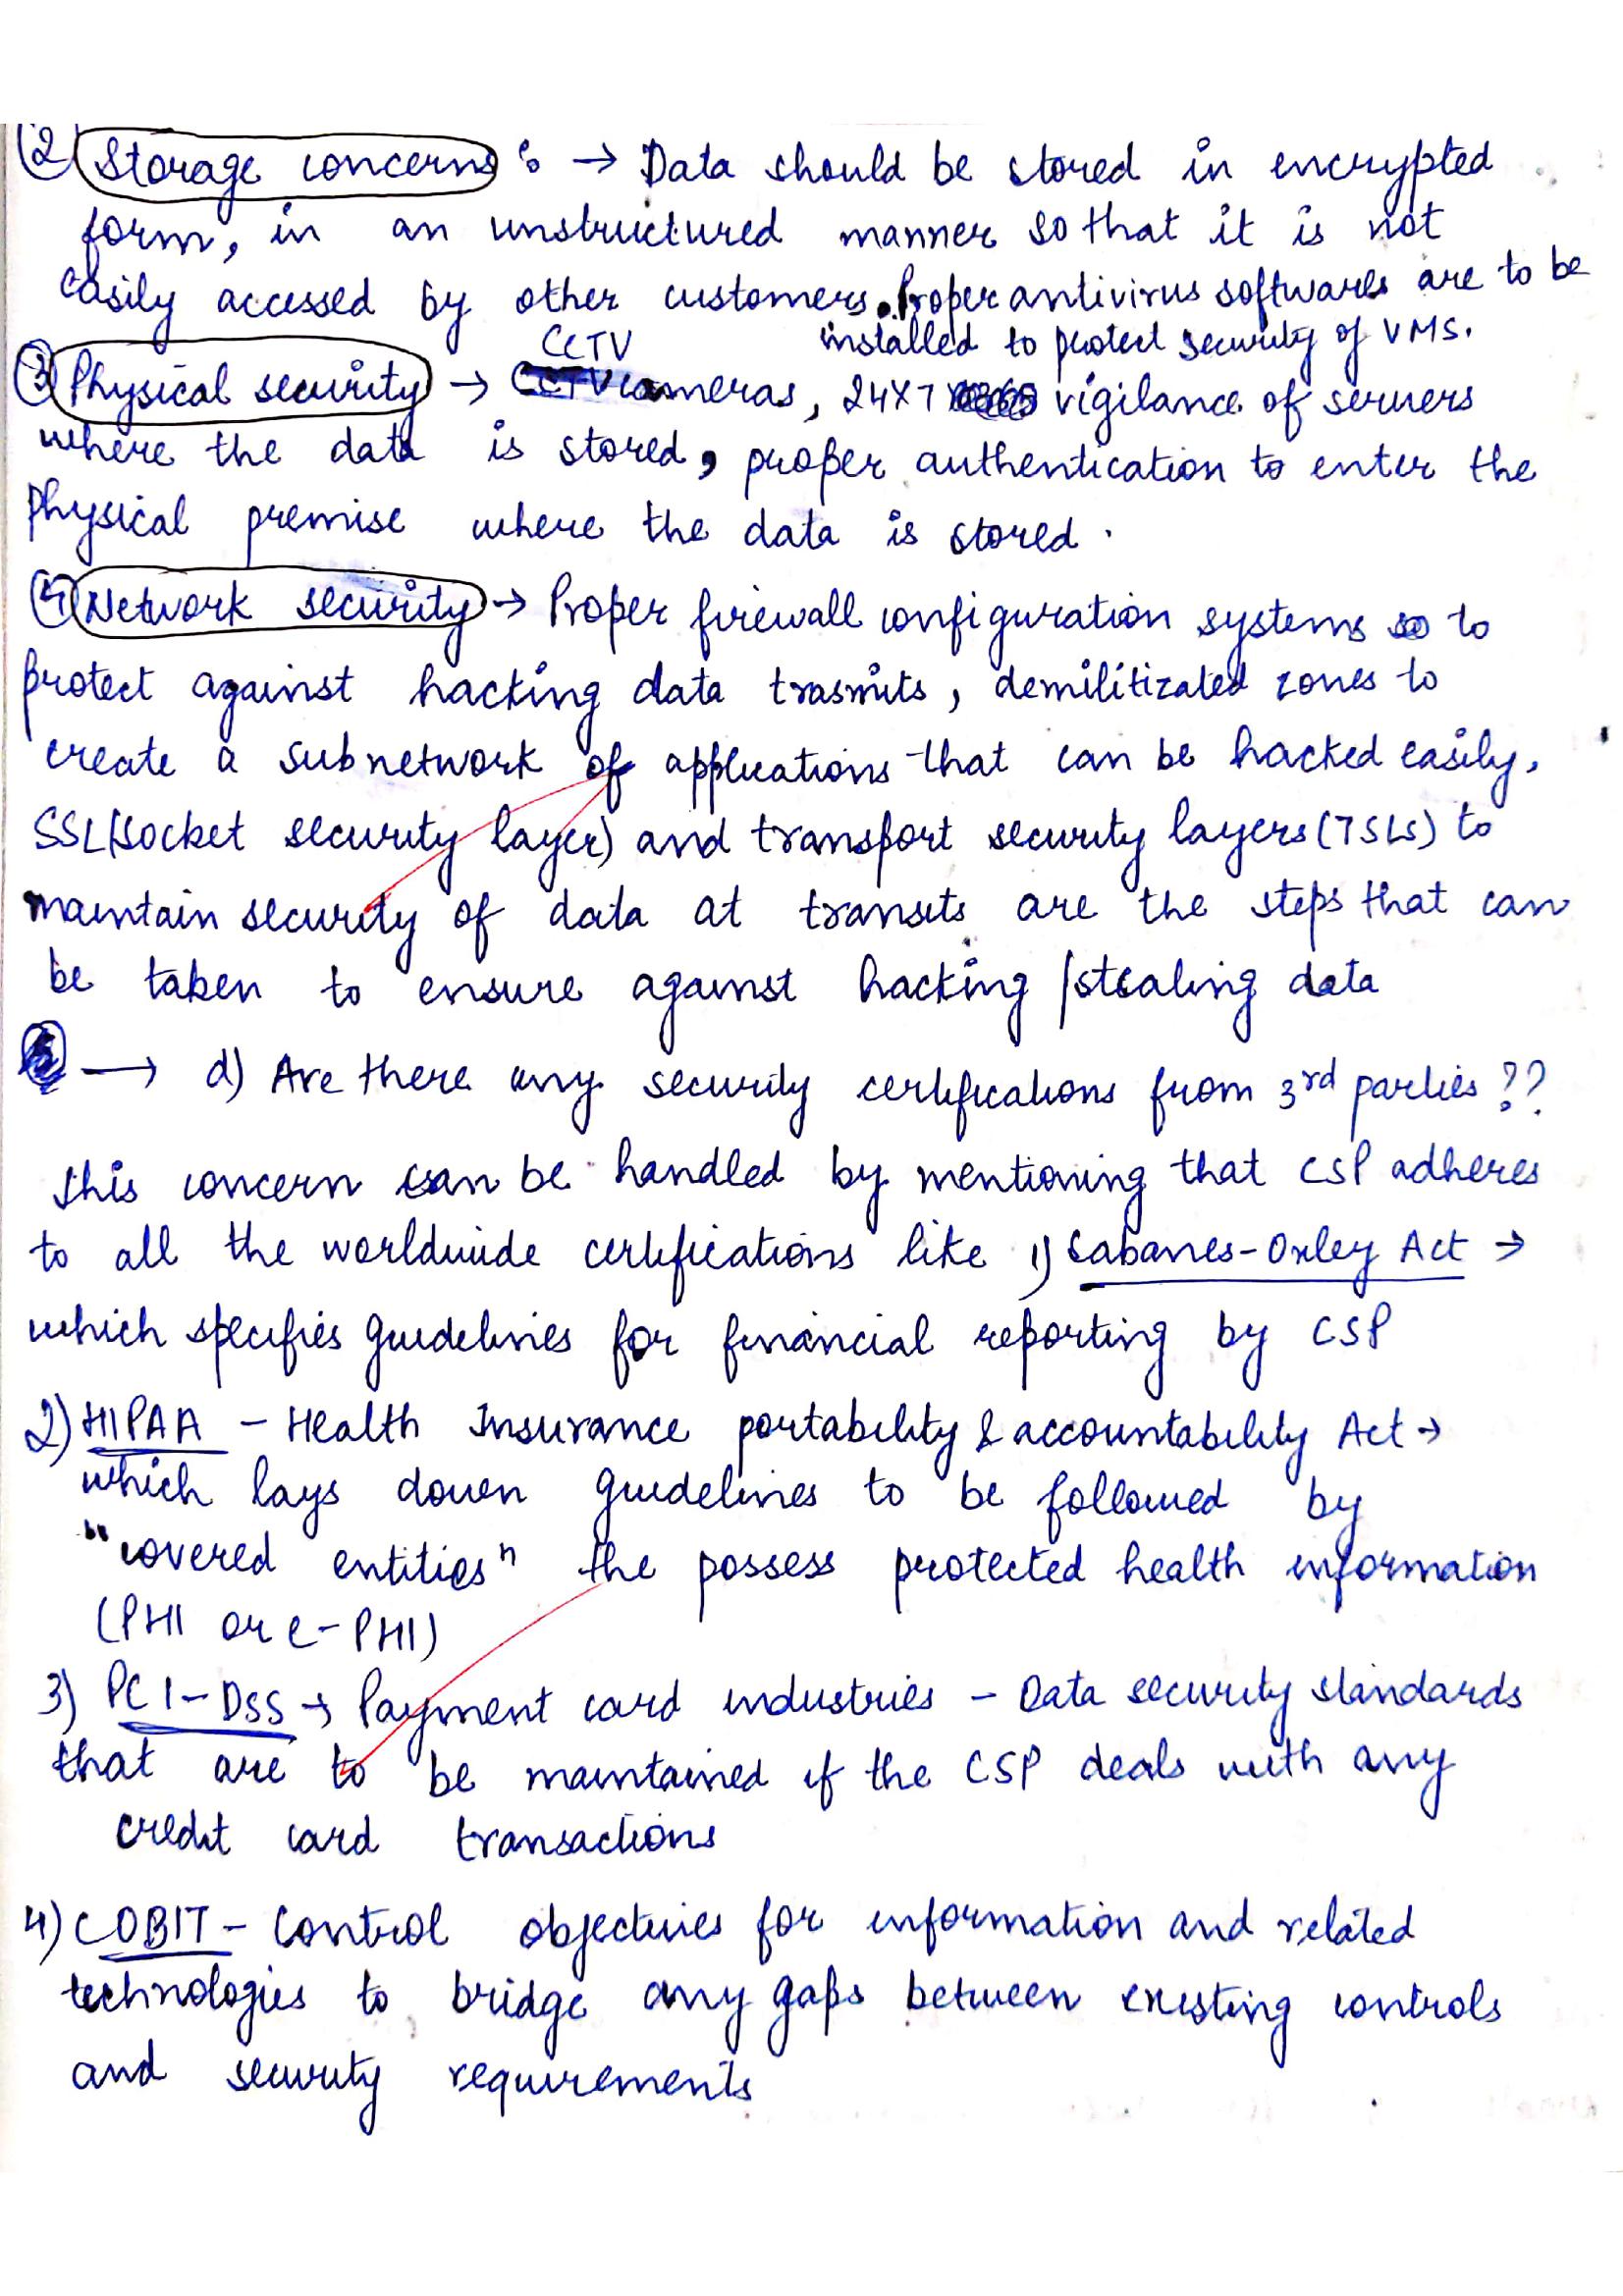 ② Storage concerns : → Data should be stored in encrypted
form, in an unstructured manner so that it is not
easily accessed by other customers. Proper antivirus softwares are to be
installed to protect security of VMS.
CCTV
③ Physical security → cameras, 24X7 vigilance of servers
where the data is stored, proper authentication to enter the
physical premise where the data is stored.
④ Network security → Proper firewall configuration systems so to
protect against hacking data trasmits, demilitizated zones to
create a subnetwork of applications that can be hacked easily,
SSL (socket security layer) and transport security layers (TSLS) to
maintain security of data at transits are the steps that can
be taken to ensure against hacking / stealing data
→ d) Are there any security certifications from 3rd parties ??
this concern can be handled by mentioning that CSP adheres
to all the worldwide certifications like 1) Sabanes-Oxley Act →
which specifies guidelines for financial reporting by CSP
2) HIPAA - Health Insurance portability & accountability Act →
which lays down guidelines to be followed by
"covered entities" the possess protected health information
(PHI or e-PHI)
3) PCI-DSS → Payment card industries - Data security standards
that are to be maintained if the CSP deals with any
credit card transactions
4) COBIT - Control objectives for information and related
technologies to bridge any gaps between existing controls
and security requirements